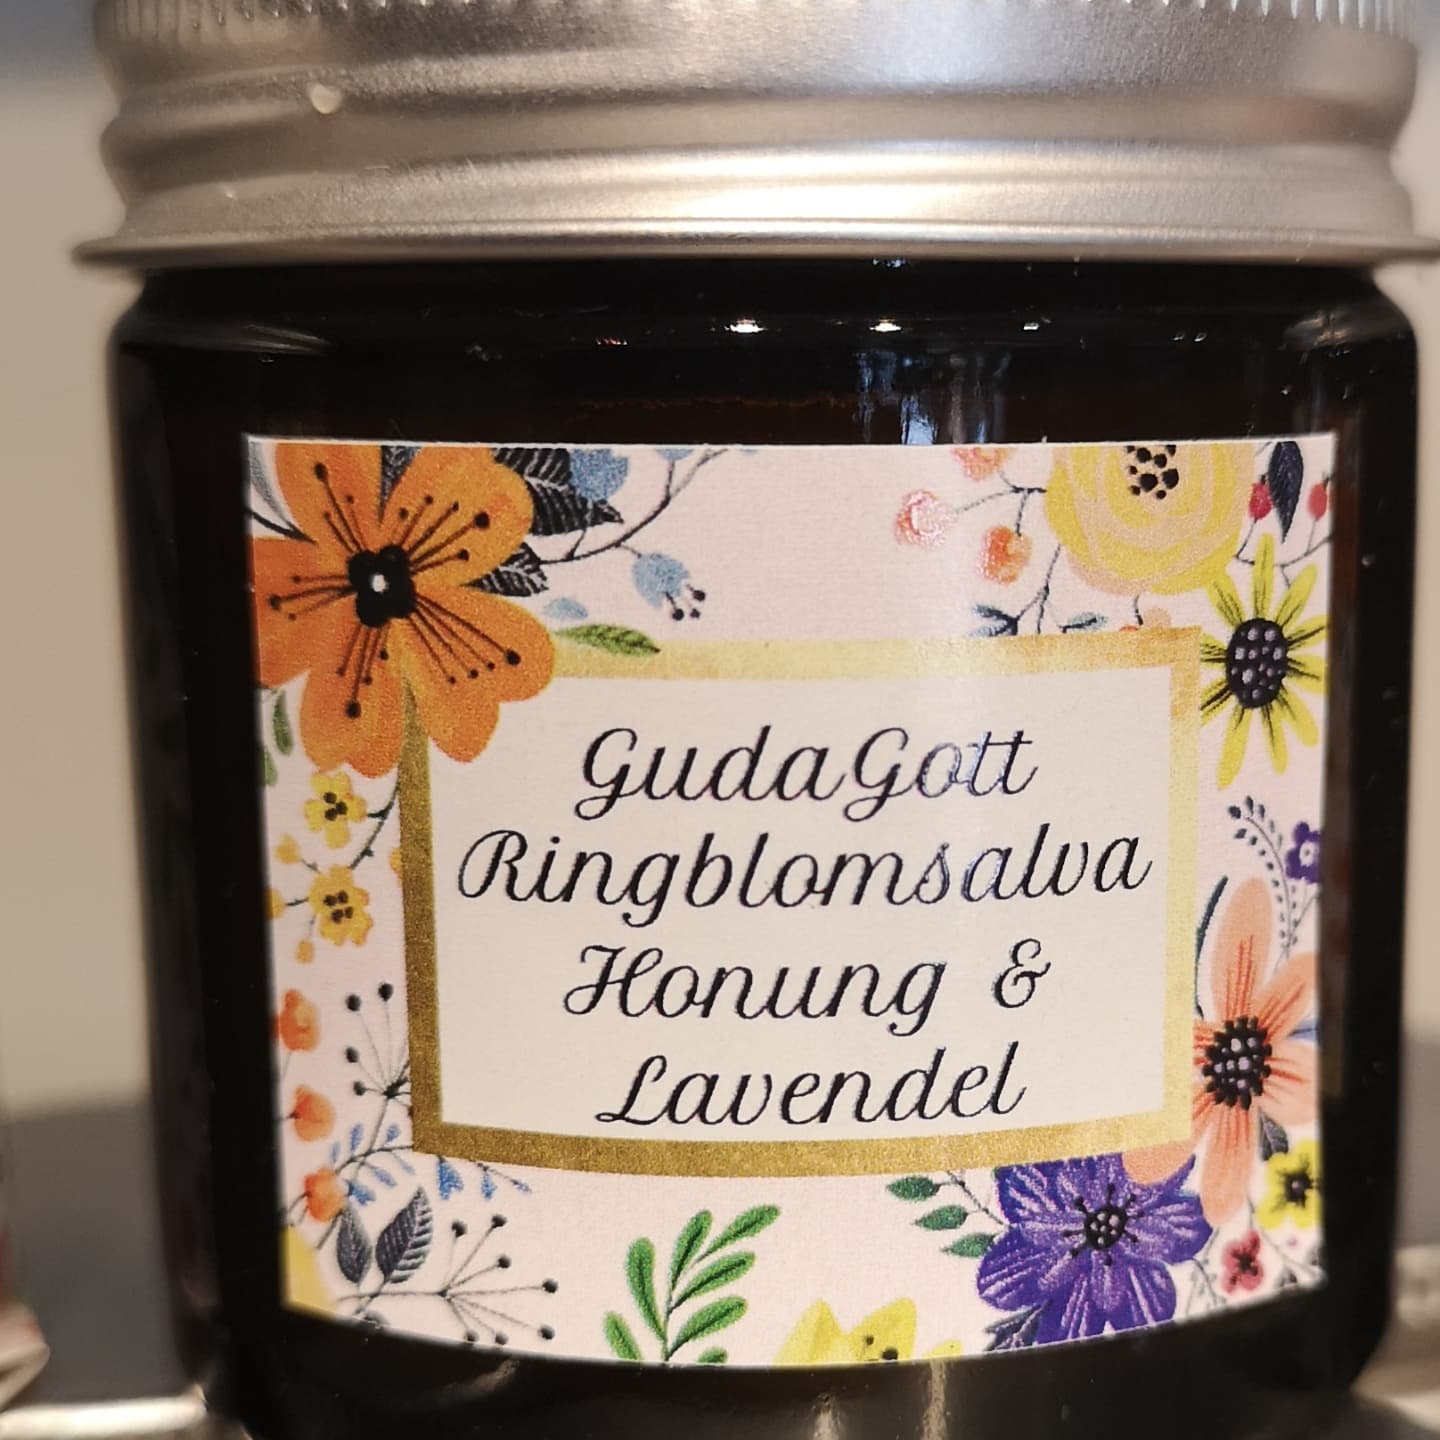 GudaGott
Ringblomsalva
Honung &
Lavendel